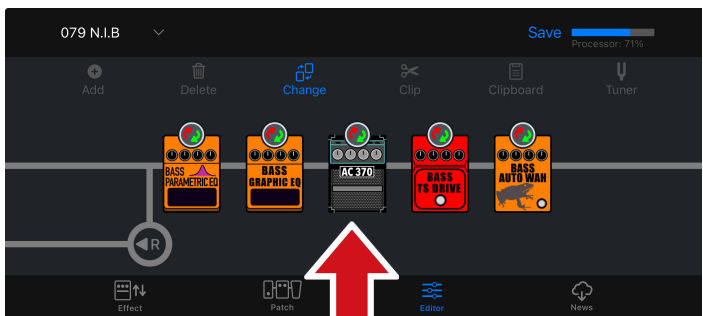 079 N.I.B
Save
Processor: 71%
Add
Delete
Change
Clip
Clipboard
Tuner
BASS
PARAMETRIC EQ
BASS
GRAPHIC EQ
AC 370
BASS
TS DRIVE
BASS
AUTO WAH
R
Effect
Patch
Editor
News